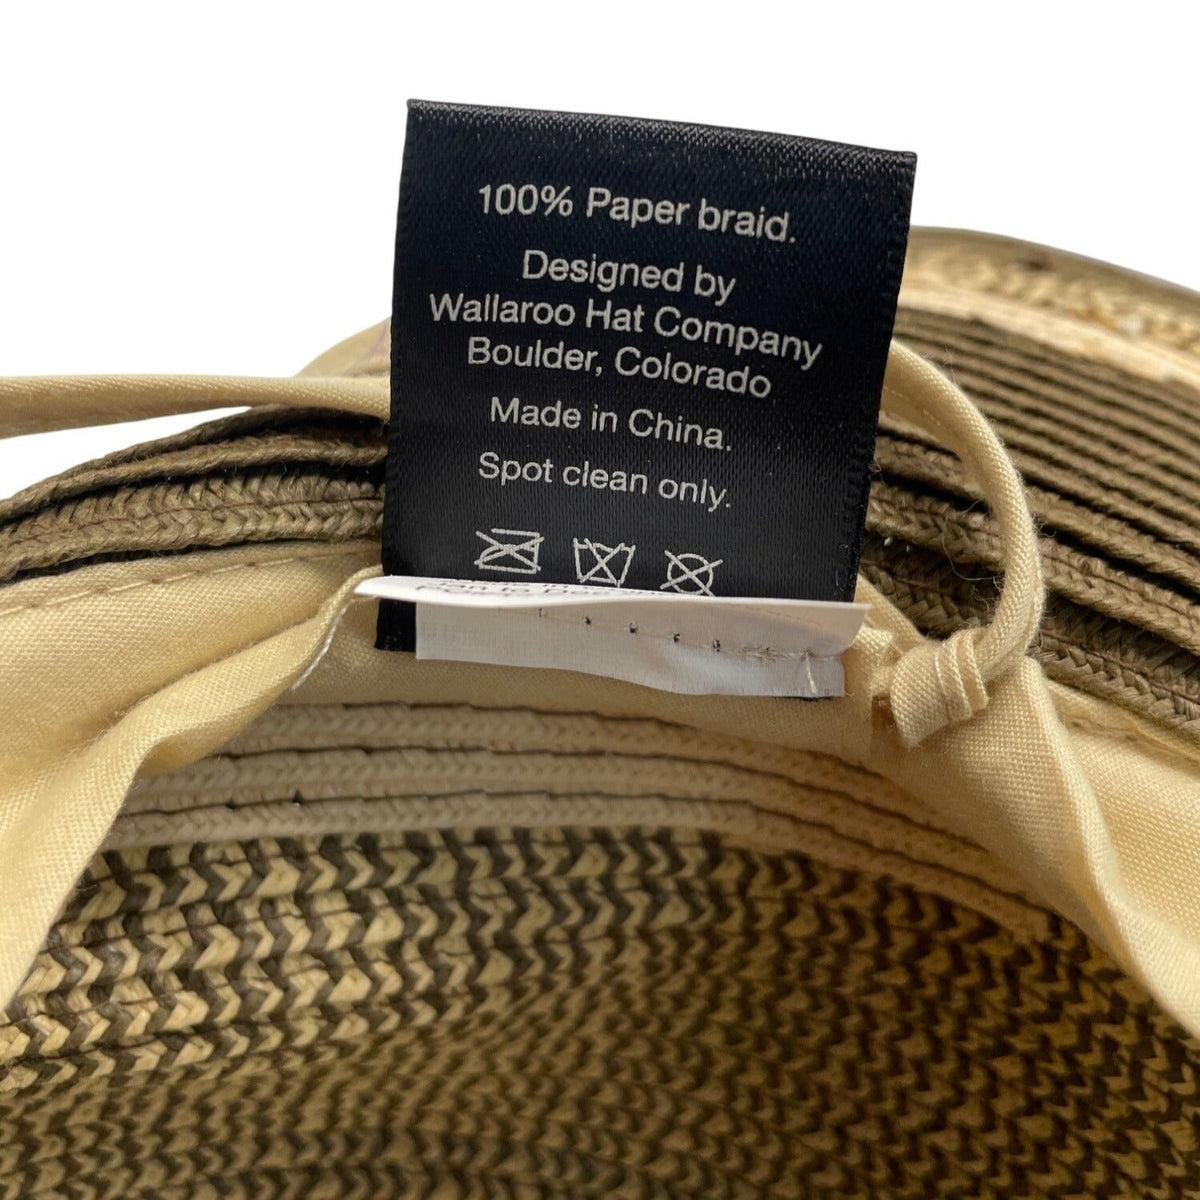 100% Paper braid.
Designed by
Wallaroo Hat Company
Boulder, Colorado
Made in China.
Spot clean only.